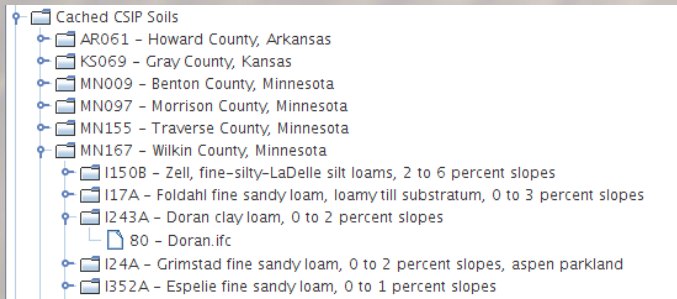 Cached CSIP Soils
AR061 – Howard County, Arkansas
KS069 – Gray County, Kansas
MN009 – Benton County, Minnesota
MN097 – Morrison County, Minnesota
MN155 – Traverse County, Minnesota
MN167 – Wilkin County, Minnesota
I150B – Zell, fine–silty–LaDelle silt loams, 2 to 6 percent slopes
I17A – Foldahl fine sandy loam, loamy till substratum, 0 to 3 percent slopes
I243A – Doran clay loam, 0 to 2 percent slopes
80 – Doran.ifc
I24A – Grimstad fine sandy loam, 0 to 2 percent slopes, aspen parkland
I352A – Espelie fine sandy loam, 0 to 1 percent slopes